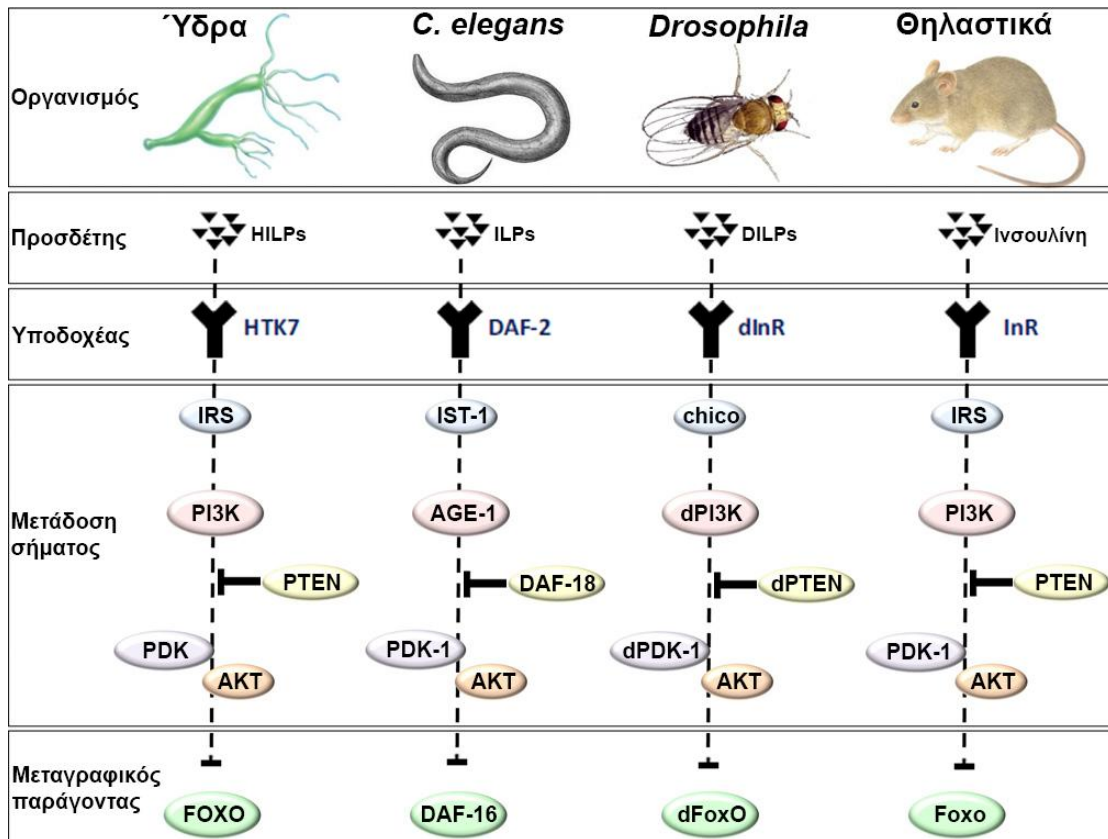 Ύδρα C. elegans Drosophila Θηλαστικά
Οργανισμός
Προσδέτης HILPs ILPs DILPs Ινσουλίνη
Υποδοχέας HTK7 DAF-2 dInR InR
IRS IST-1 chico IRS
Μετάδοση
σήματος
PI3K AGE-1 dPI3K PI3K
PTEN DAF-18 dPTEN PTEN
PDK PDK-1 dPDK-1 PDK-1
AKT AKT AKT AKT
Μεταγραφικός
παράγοντας
FOXO DAF-16 dFoxO Foxo